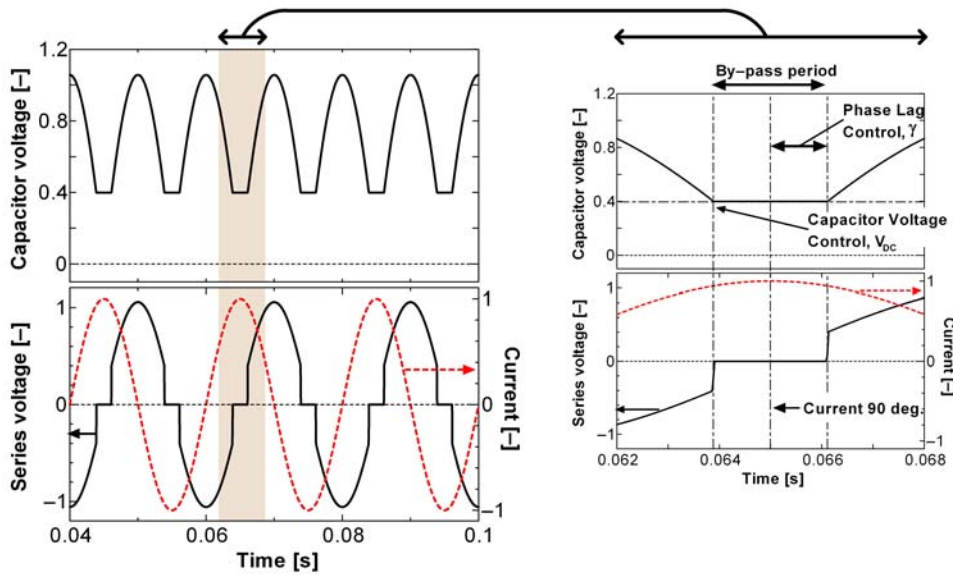 1.2
1.0
0.8
0.4
0
Capacitor voltage [–]
1
0
–1
Series voltage [–]
1
0
–1
Current [–]
0.04
0.06
0.08
0.1
Time [s]
By–pass period
Phase Lag
Control, γ
1.2
0.8
0.4
0
Capacitor voltage [–]
Capacitor Voltage
Control, VDC
1
0
–1
Series voltage [–]
Current 90 deg.
1
0
–1
Current [–]
0.062
0.064
0.066
0.068
Time [s]